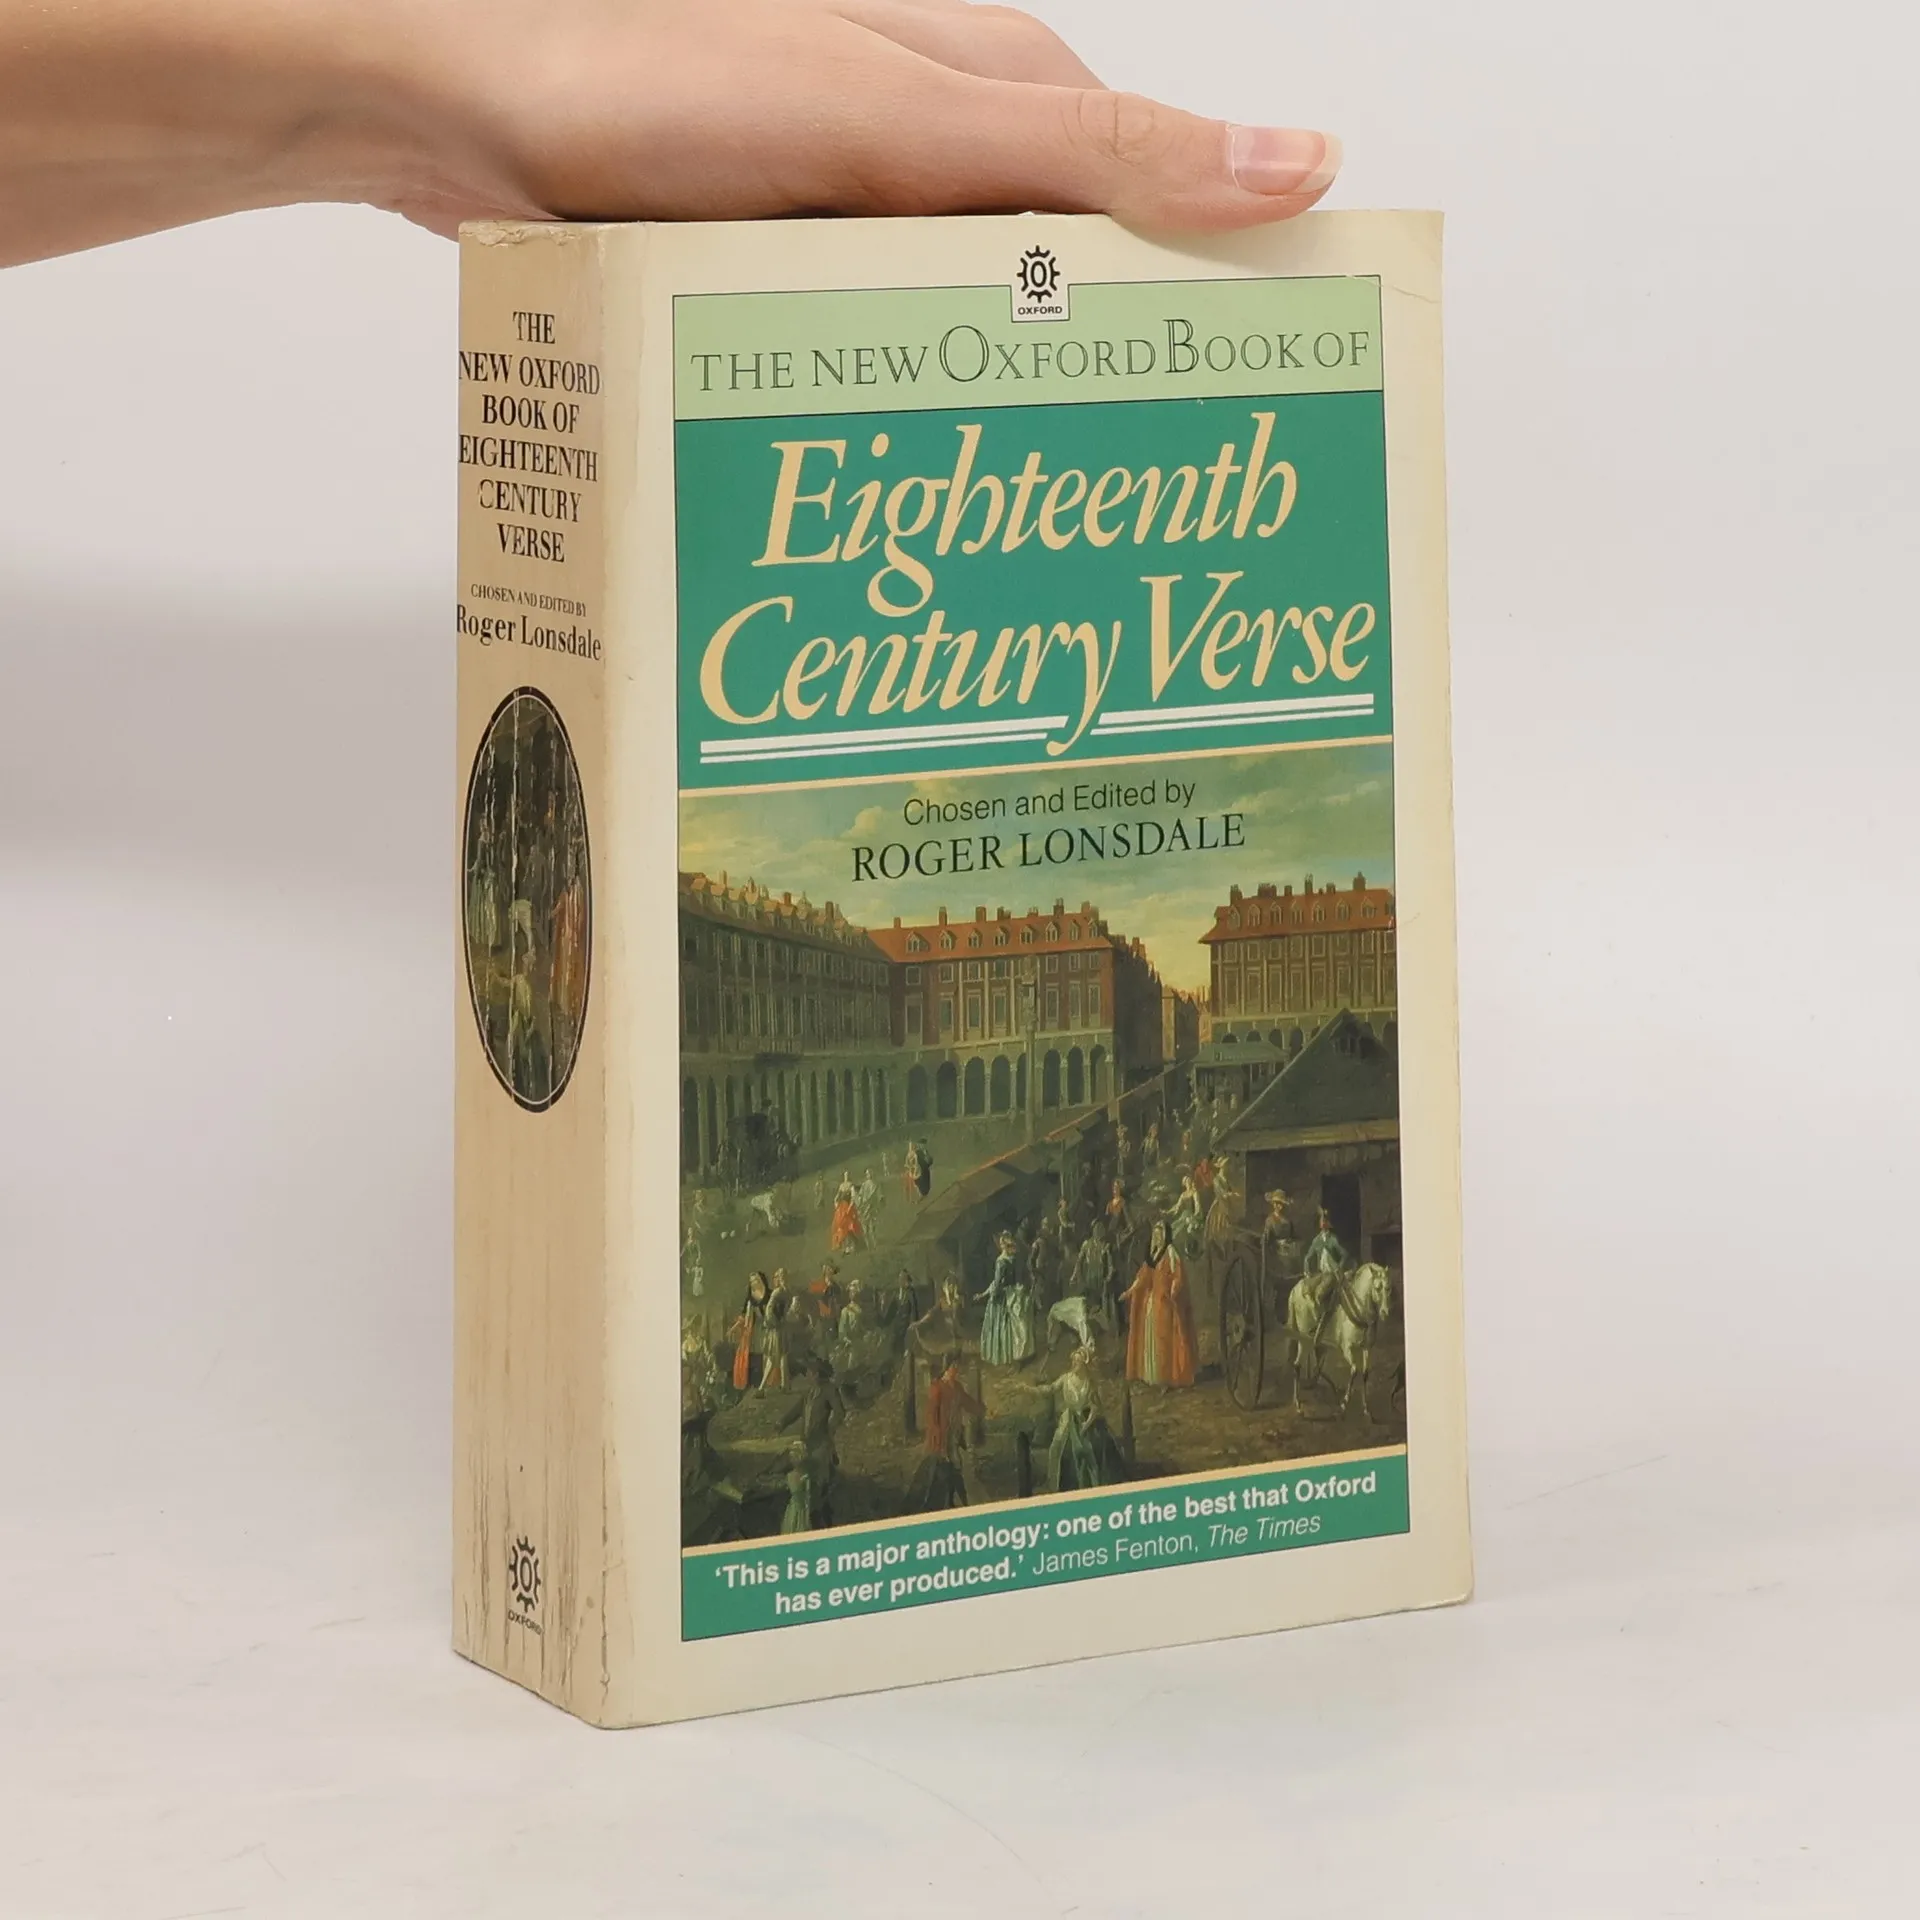 THE
NEW OXFORD
BOOK OF
EIGHTEENTH
CENTURY
VERSE
CHOSEN AND EDITED BY
Roger Lonsdale
OXFORD
OXFORD
THE NEW OXFORD BOOK OF
Eighteenth
Century Verse
Chosen and Edited by
ROGER LONSDALE
‘This is a major anthology: one of the best that Oxford
has ever produced.’ James Fenton, The Times